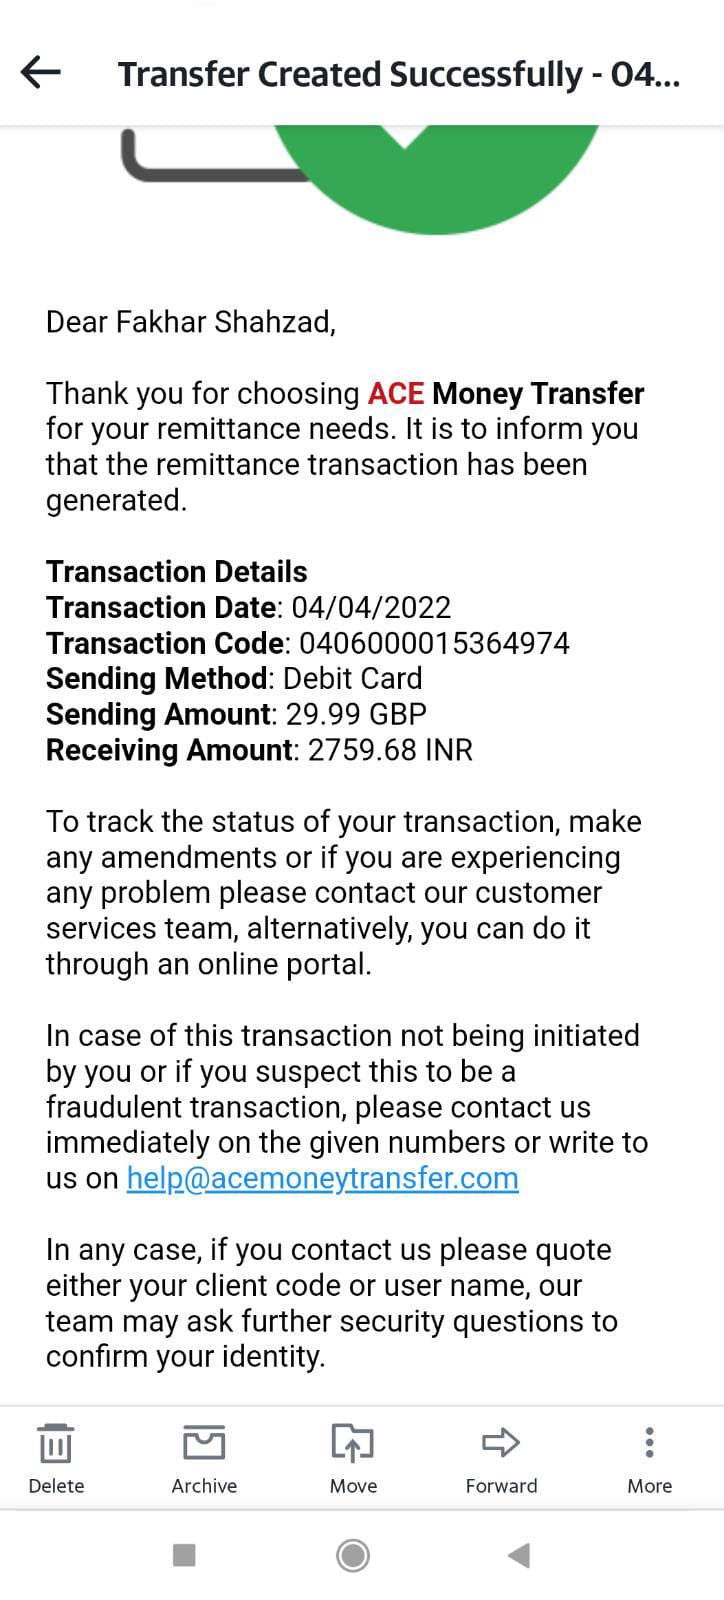 Transfer Created Successfully - 04...
Dear Fakhar Shahzad,
Thank you for choosing ACE Money Transfer
for your remittance needs. It is to inform you
that the remittance transaction has been
generated.
Transaction Details
Transaction Date: 04/04/2022
Transaction Code: 0406000015364974
Sending Method: Debit Card
Sending Amount: 29.99 GBP
Receiving Amount: 2759.68 INR
To track the status of your transaction, make
any amendments or if you are experiencing
any problem please contact our customer
services team, alternatively, you can do it
through an online portal.
In case of this transaction not being initiated
by you or if you suspect this to be a
fraudulent transaction, please contact us
immediately on the given numbers or write to
us on help@acemoneytransfer.com
In any case, if you contact us please quote
either your client code or user name, our
team may ask further security questions to
confirm your identity.
Delete Archive Move Forward More